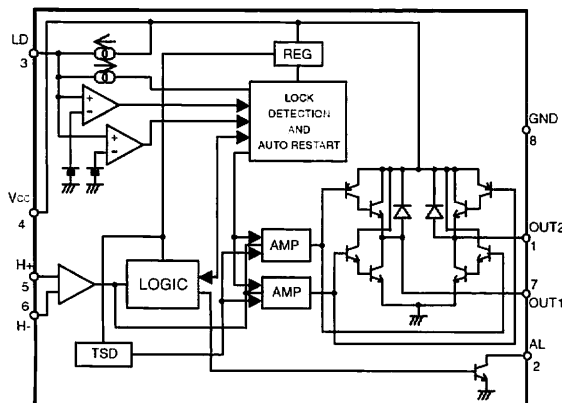 LD
3
REG
LOCK
DETECTION
AND
AUTO RESTART
GND
8
+
-
+
-
Vcc
4
H+
5
6
H-
LOGIC
TSD
AMP
AMP
OUT2
1
7
OUT1
AL
2